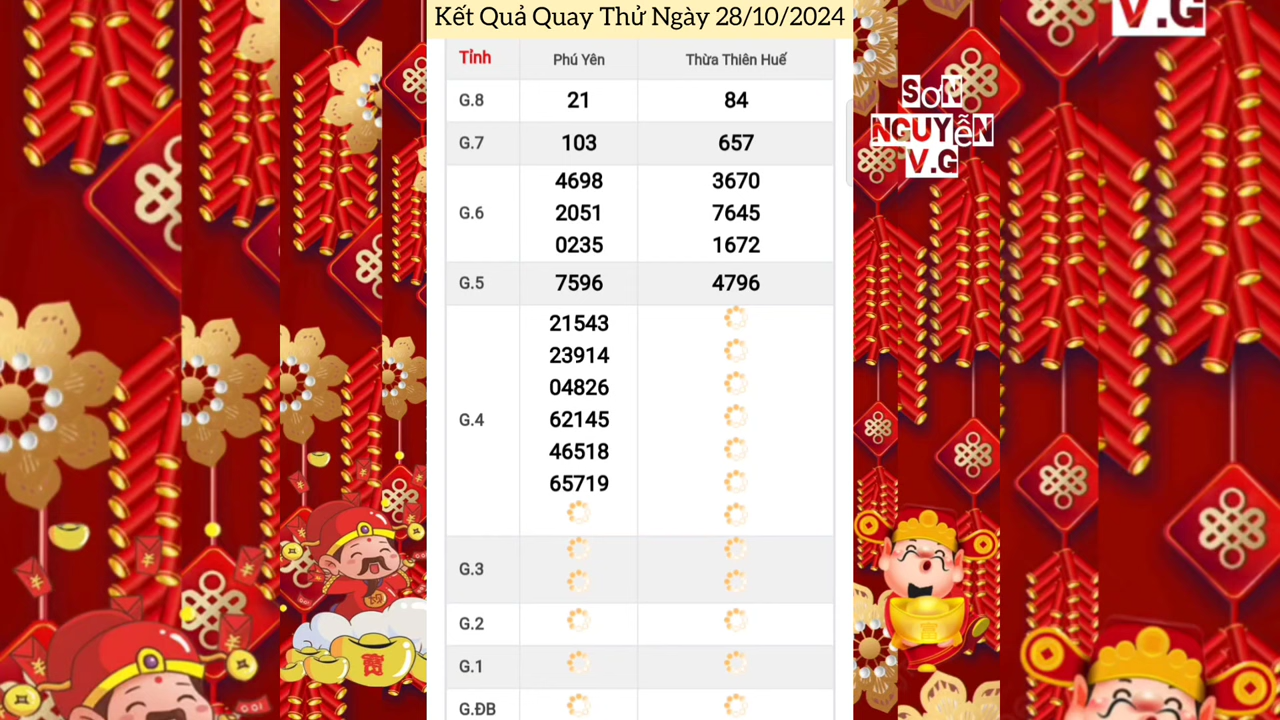 Kết Quả Quay Thử Ngày 28/10/2024
V.G
Tỉnh Phú Yên Thừa Thiên Huế
SơN
NGUYỄN
V.G
G.8 21 84
G.7 103 657
G.6
4698 3670
2051 7645
0235 1672
G.5 7596 4796
G.4
21543
23914
04826
62145
46518
65719
G.3
G.2
G.1
G.ĐB